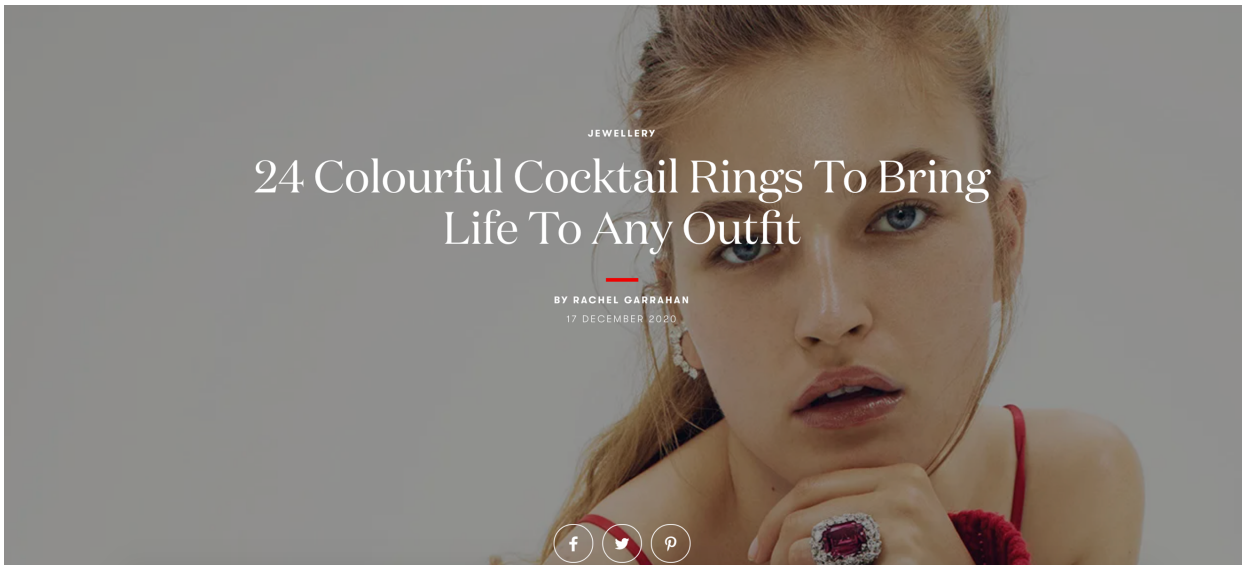 JEWELLERY
24 Colourful Cocktail Rings To Bring
Life To Any Outfit
BY RACHEL GARRAHAN
17 DECEMBER 2020